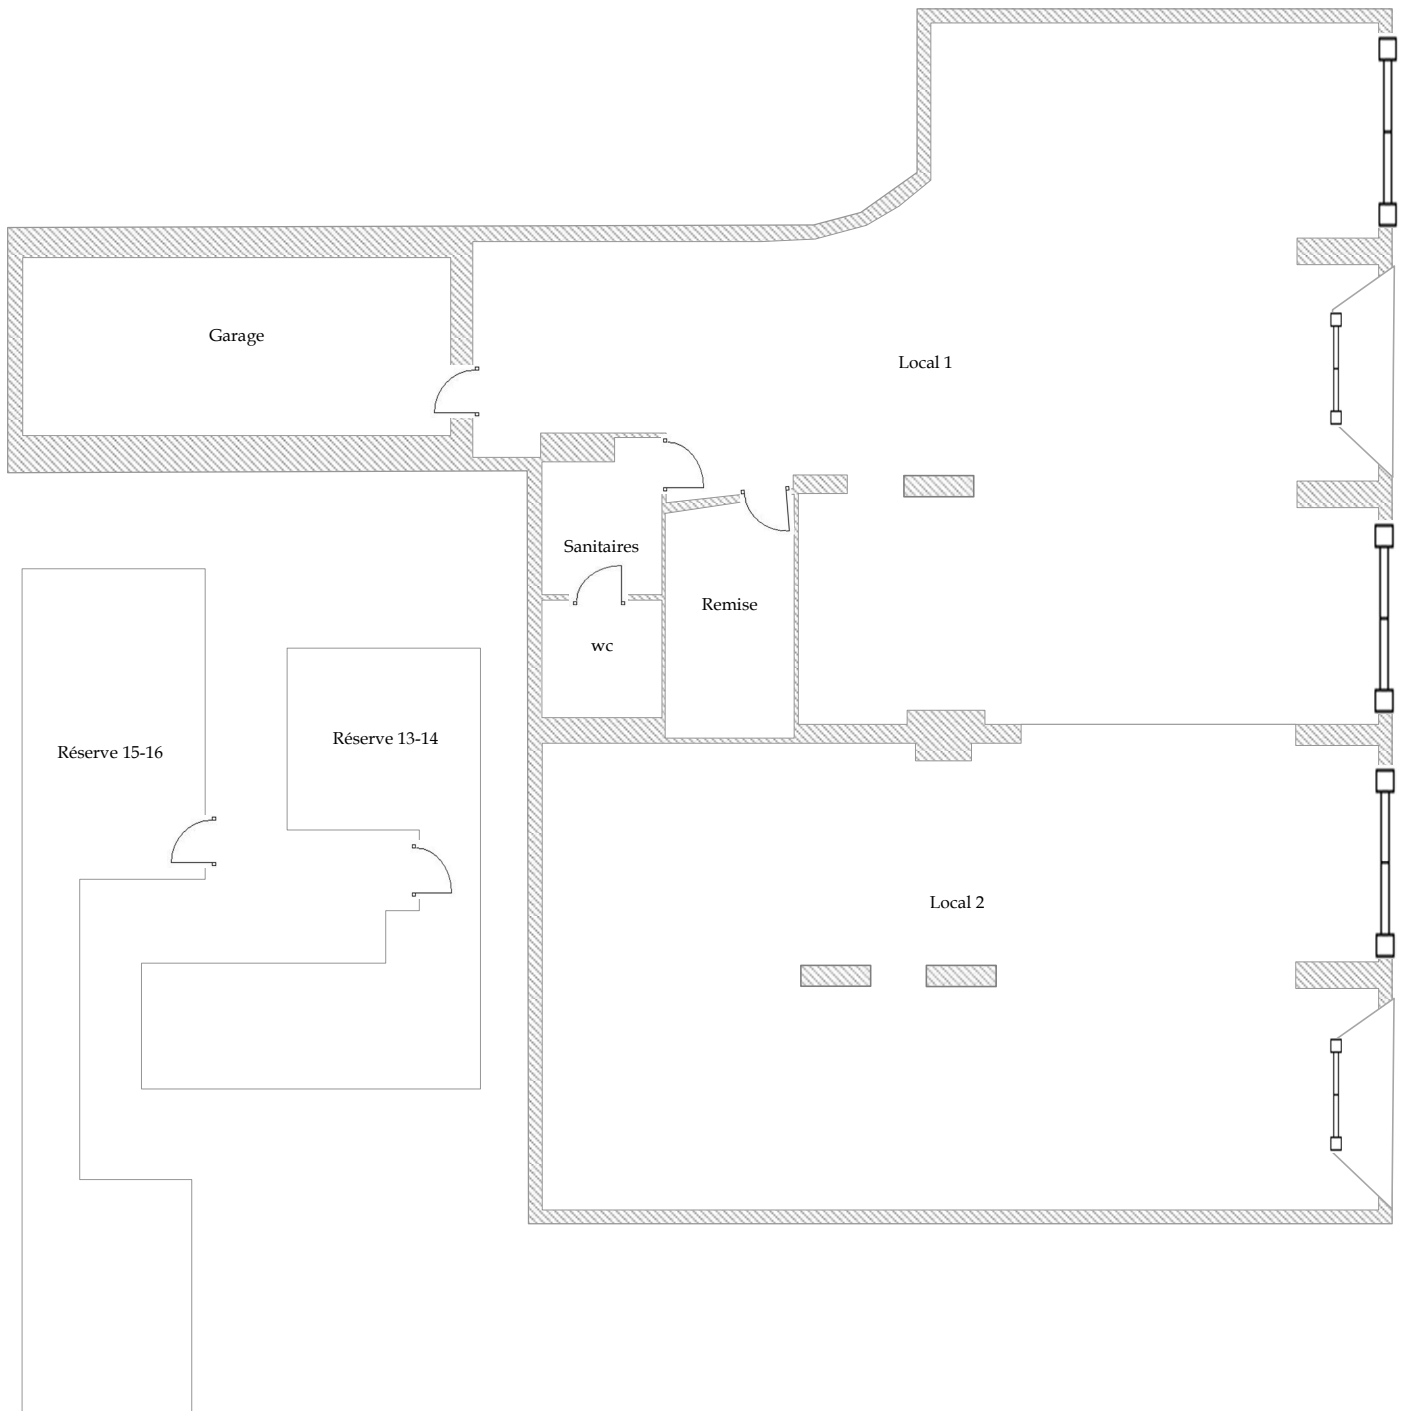 Garage
Local 1
Sanitaires
Remise
wc
Réserve 13-14
Réserve 15-16
Local 2